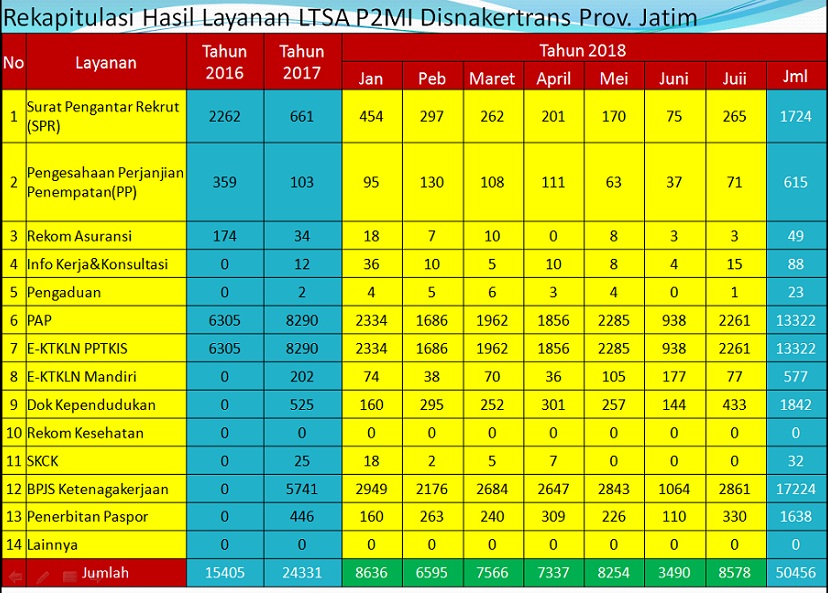 Rekapitulasi Hasil Layanan LTSA P2MI Disnakertrans Prov. Jatim
No Layanan Tahun 2016 Tahun 2017 Tahun 2018
Jan Peb Maret April Mei Juni Juii Jml
1 Surat Pengantar Rekrut (SPR) 2262 661 454 297 262 201 170 75 265 1724
2 Pengesahaan Perjanjian Penempatan(PP) 359 103 95 130 108 111 63 37 71 615
3 Rekom Asuransi 174 34 18 7 10 0 8 3 3 49
4 Info Kerja&Konsultasi 0 12 36 10 5 10 8 4 15 88
5 Pengaduan 0 2 4 5 6 3 4 0 1 23
6 PAP 6305 8290 2334 1686 1962 1856 2285 938 2261 13322
7 E-KTKLN PPTKIS 6305 8290 2334 1686 1962 1856 2285 938 2261 13322
8 E-KTKLN Mandiri 0 202 74 38 70 36 105 177 77 577
9 Dok Kependudukan 0 525 160 295 252 301 257 144 433 1842
10 Rekom Kesehatan 0 0 0 0 0 0 0 0 0 0
11 SKCK 0 25 18 2 5 7 0 0 0 32
12 BPJS Ketenagakerjaan 0 5741 2949 2176 2684 2647 2843 1064 2861 17224
13 Penerbitan Paspor 0 446 160 263 240 309 226 110 330 1638
14 Lainnya 0 0 0 0 0 0 0 0 0 0
Jumlah 15405 24331 8636 6595 7566 7337 8254 3490 8578 50456